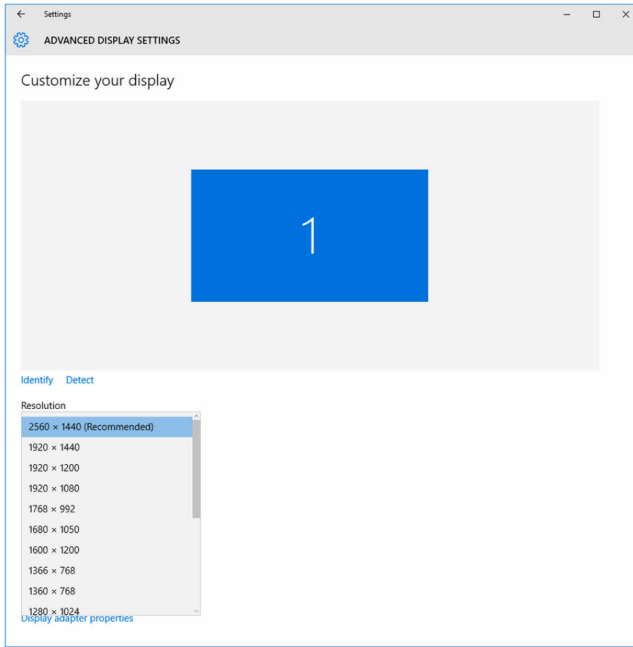 Settings
ADVANCED DISPLAY SETTINGS
Customize your display
1
Identify Detect
Resolution
2560 × 1440 (Recommended)
1920 × 1440
1920 × 1200
1920 × 1080
1768 × 992
1680 × 1050
1600 × 1200
1366 × 768
1360 × 768
1280 × 1024
Display adapter properties